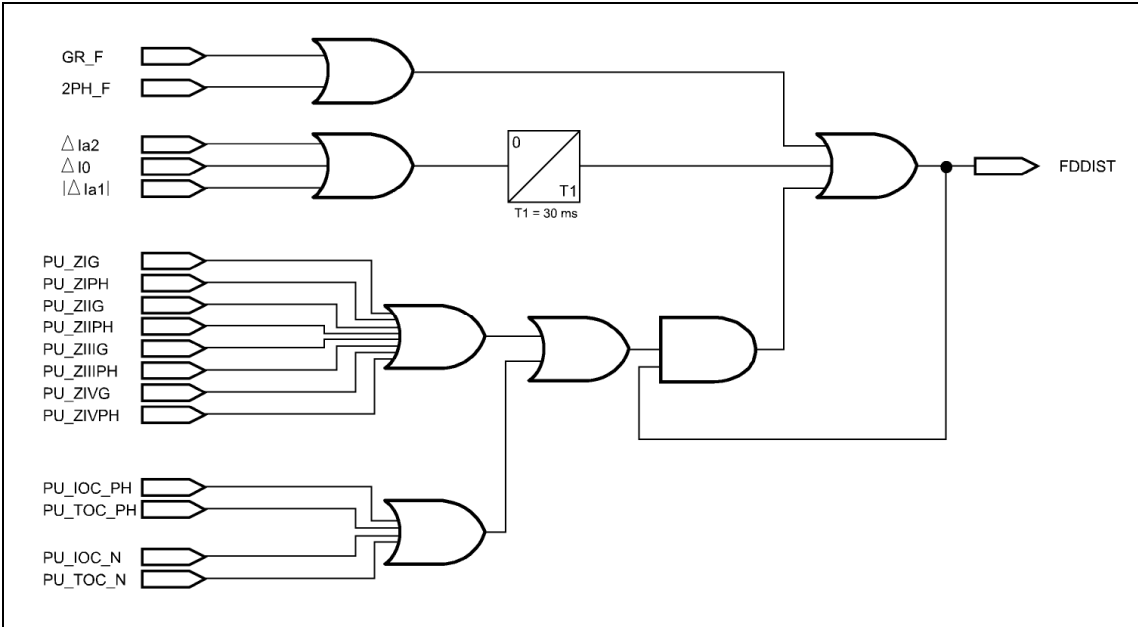 GR_F
2PH_F
△ Ia2
△ I0
|△ Ia1|
0
T1
T1 = 30 ms
FDDIST
PU_ZIG
PU_ZIPH
PU_ZIIG
PU_ZIIPH
PU_ZIIIG
PU_ZIIIPH
PU_ZIVG
PU_ZIVPH
PU_IOC_PH
PU_TOC_PH
PU_IOC_N
PU_TOC_N